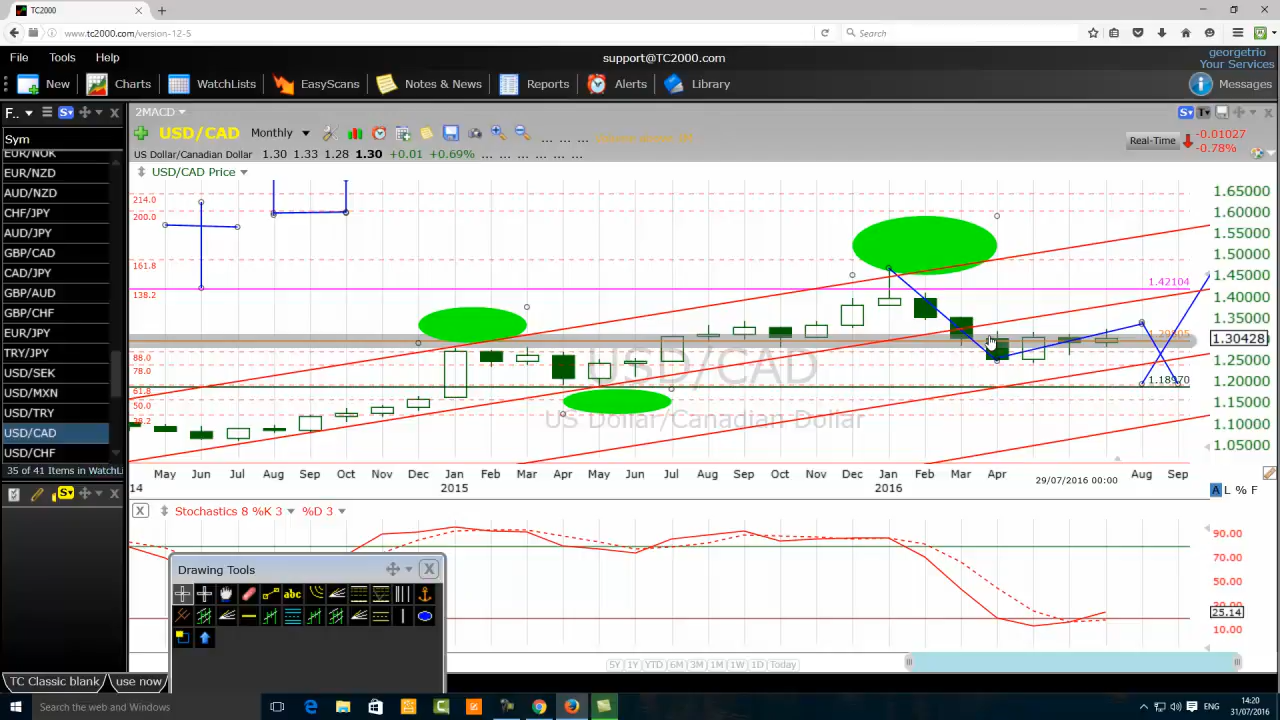 TC2000
www.tc2000.com/version-12-5
Search
File Tools Help
support@TC2000.com
georgetrio
Your Services
New Charts WatchLists EasyScans Notes & News Reports Alerts Library Messages
F..
2MACD
Sym
USD/CAD Monthly
Real-Time
-0.01027
-0.78%
US Dollar/Canadian Dollar 1.30 1.33 1.28 1.30 +0.01 +0.69%
USD/CAD Price
EUR/NOK
EUR/NZD
AUD/NZD
CHF/JPY
AUD/JPY
GBP/CAD
CAD/JPY
GBP/AUD
EUR/JPY
TRY/JPY
USD/SEK
USD/MXN
USD/TRY
USD/CAD
USD/CHF
35 of 41 Items in WatchLi
214.0
200.0
161.8
138.2
88.0
78.0
61.8
50.0
1.42104
1.18970
USD/CAD
US Dollar/Canadian Dollar
1.65000
1.60000
1.55000
1.50000
1.45000
1.40000
1.35000
1.30428
1.25000
1.20000
1.15000
1.10000
1.05000
May Jun Jul Aug Sep Oct Nov Dec Jan Feb Mar Apr May Jun Jul Aug Sep Oct Nov Dec Jan Feb Mar Apr Aug Sep
14 2015 2016
29/07/2016 00:00
A L % F
Stochastics 8 %K 3 %D 3
90.00
70.00
50.00
25.14
10.00
Drawing Tools
abc
5Y 1Y YTD 6M 3M 1M 1W 1D Today
TC Classic blank use now
Search the web and Windows
14:20
31/07/2016